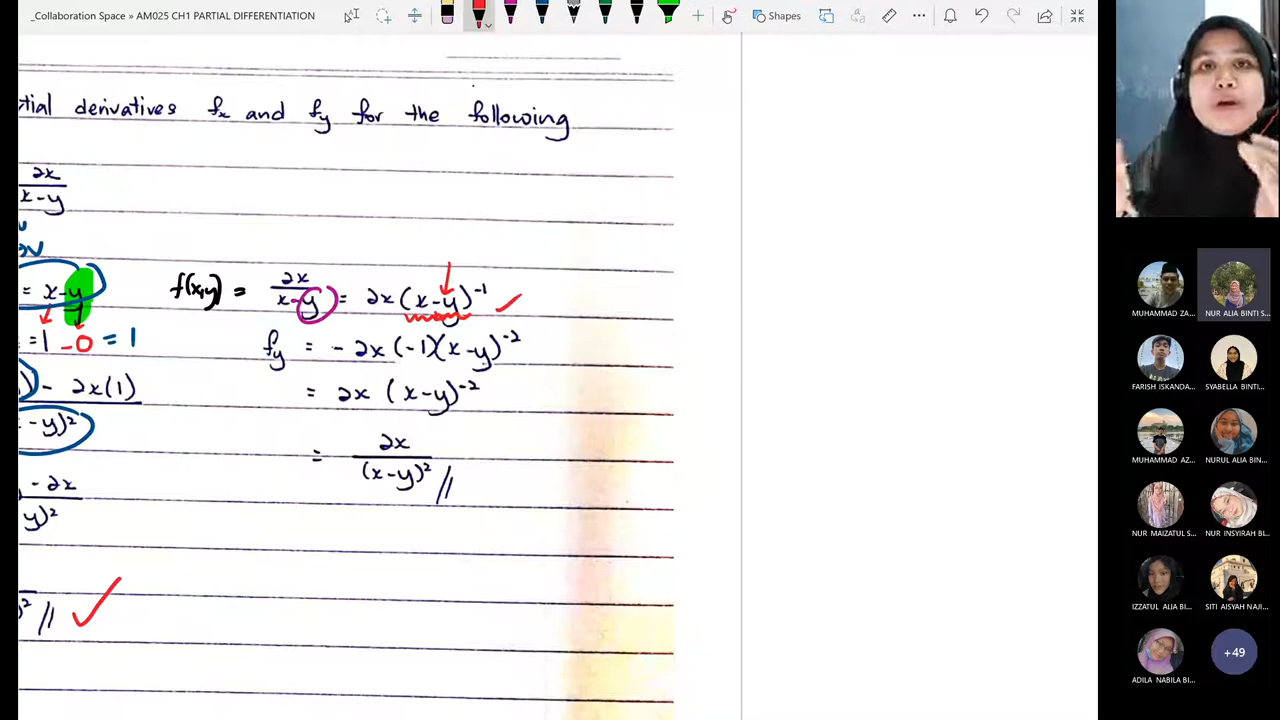 _Collaboration Space » AM025 CH1 PARTIAL DIFFERENTIATION
Shapes
tial derivatives fx and fy for the following
2x
x-y
= x-y
=1 -0 = 1
- 2x(1)
-y)²
- 2x
y)²
)² //
f(x,y) = 2x/x-y = 2x (x-y)⁻¹
fy = - 2x (-1)(x-y)⁻²
= 2x (x-y)⁻²
= 2x/(x-y)² //
MUHAMMAD ZA...
NUR ALIA BINTI S...
FARISH ISKANDA...
SYABELLA BINTI...
MUHAMMAD AZ...
NURUL ALIA BIN...
NUR MAIZATUL S...
NUR INSYIRAH BI...
IZZATUL ALIA BI...
SITI AISYAH NAJI...
ADILA NABILA BI...
+49